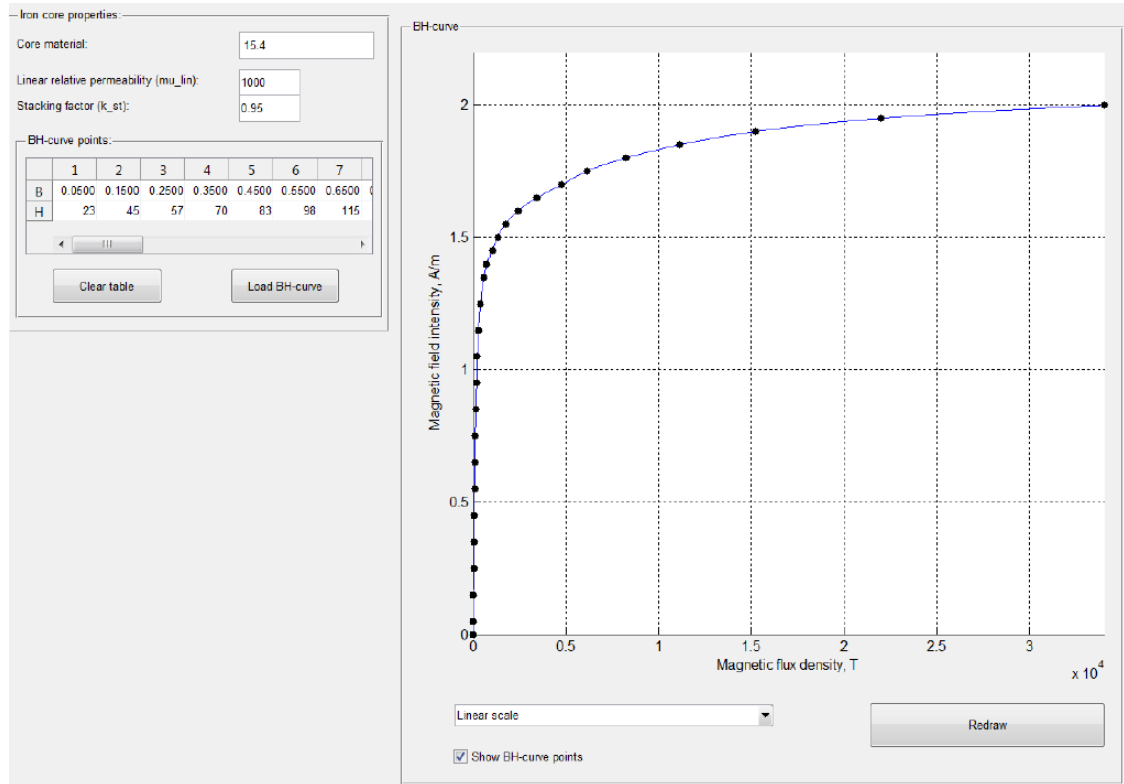 Iron core properties:
Core material:
15.4
Linear relative permeability (mu_lin):
1000
Stacking factor (k_st):
0.95
BH-curve points:
1 2 3 4 5 6 7
B 0.0500 0.1500 0.2500 0.3500 0.4500 0.5500 0.6500
H 23 45 57 70 83 98 115
Clear table
Load BH-curve
BH-curve
Magnetic field intensity, A/m
2
1.5
1
0.5
0
0 0.5 1 1.5 2 2.5 3
Magnetic flux density, T
x 10^4
Linear scale
Redraw
Show BH-curve points